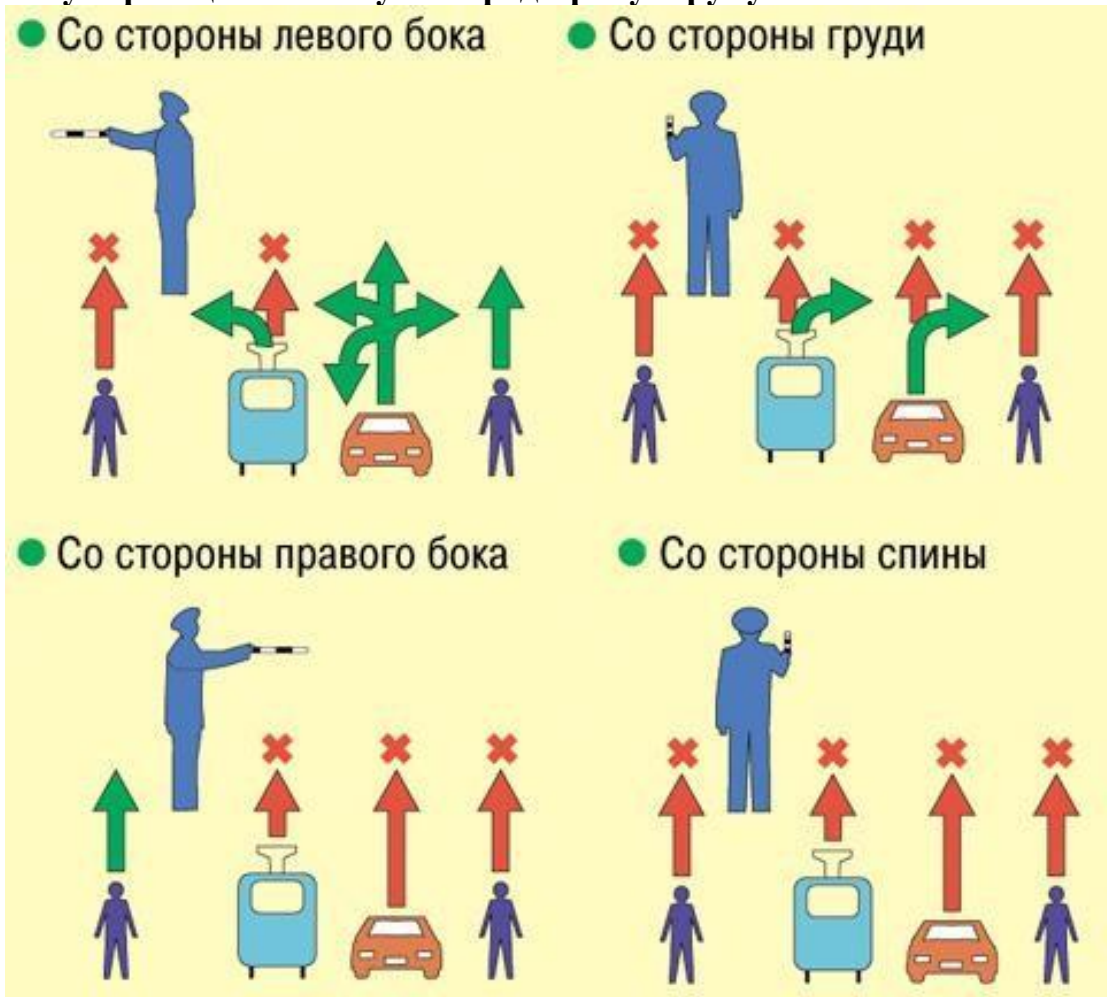 Со стороны левого бока
Со стороны груди
Со стороны правого бока
Со стороны спины